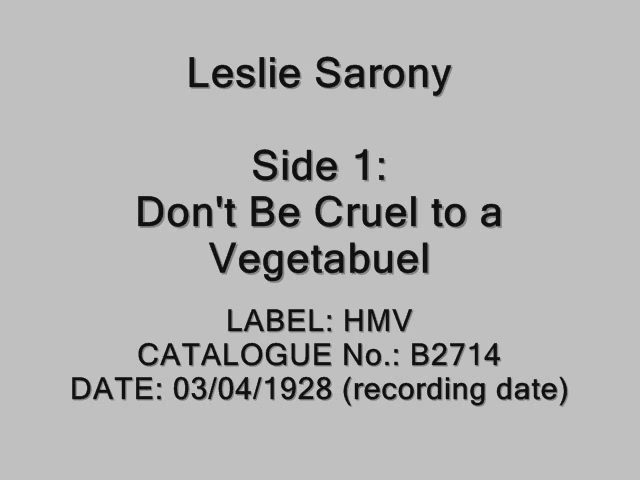 Leslie Sarony
Side 1:
Don't Be Cruel to a
Vegetabuel
LABEL: HMV
CATALOGUE No.: B2714
DATE: 03/04/1928 (recording date)